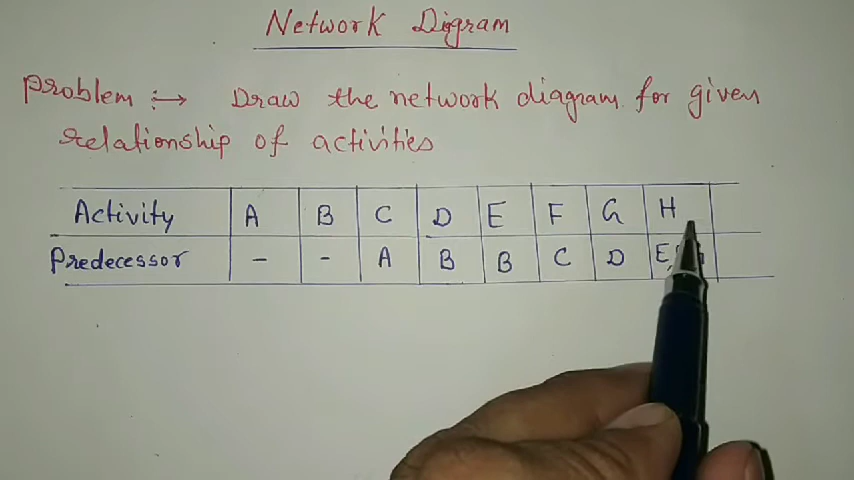 Network Digram
Problem :→ Draw the network diagram for given
relationship of activities
Activity A B C D E F G H
Predecessor - - A B B C D E,